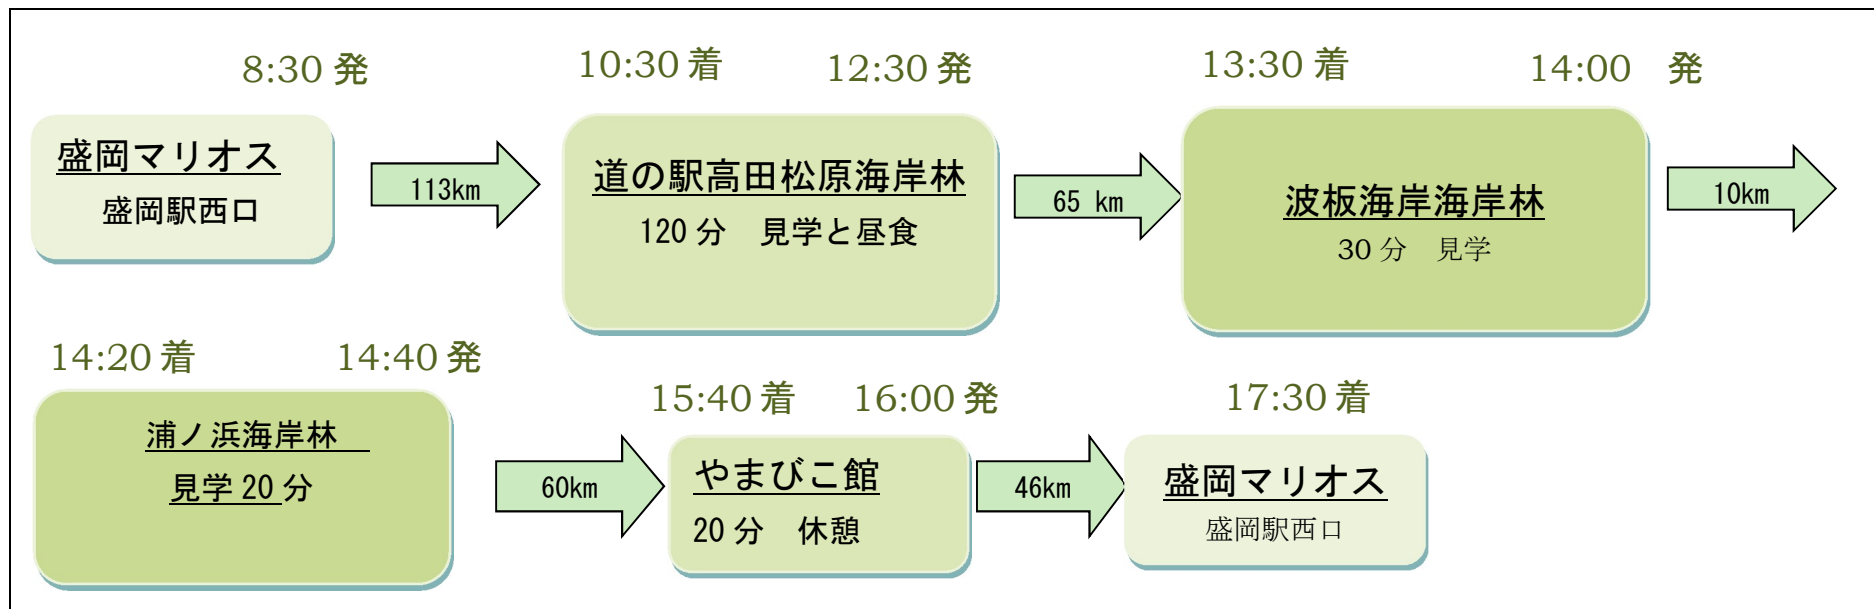 8:30 発
10:30 着
12:30 発
13:30 着
14:00　発
盛岡マリオス
盛岡駅西口
113km
道の駅高田松原海岸林
120 分　見学と昼食
65 km
波板海岸海岸林
30 分　見学
10km
14:20 着
14:40 発
15:40 着
16:00 発
17:30 着
浦ノ浜海岸林
見学 20 分
60km
やまびこ館
20 分　休憩
46km
盛岡マリオス
盛岡駅西口